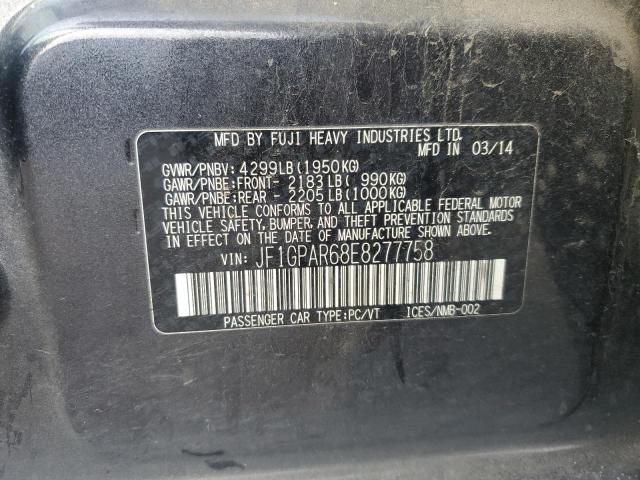 MFD BY FUJI HEAVY INDUSTRIES LTD.
MFD IN 03/14
GVWR/PNBV: 4299LB(1950KG)
GAWR/PNBE:FRONT- 2183LB( 990KG)
GAWR/PNBE:REAR - 2205LB(1000KG)
THIS VEHICLE CONFORMS TO ALL APPLICABLE FEDERAL MOTOR
VEHICLE SAFETY, BUMPER, AND THEFT PREVENTION STANDARDS
IN EFFECT ON THE DATE OF MANUFACTURE SHOWN ABOVE.
VIN: JF1GPAR68E8277758
PASSENGER CAR TYPE:PC/VT ICES/NMB-002